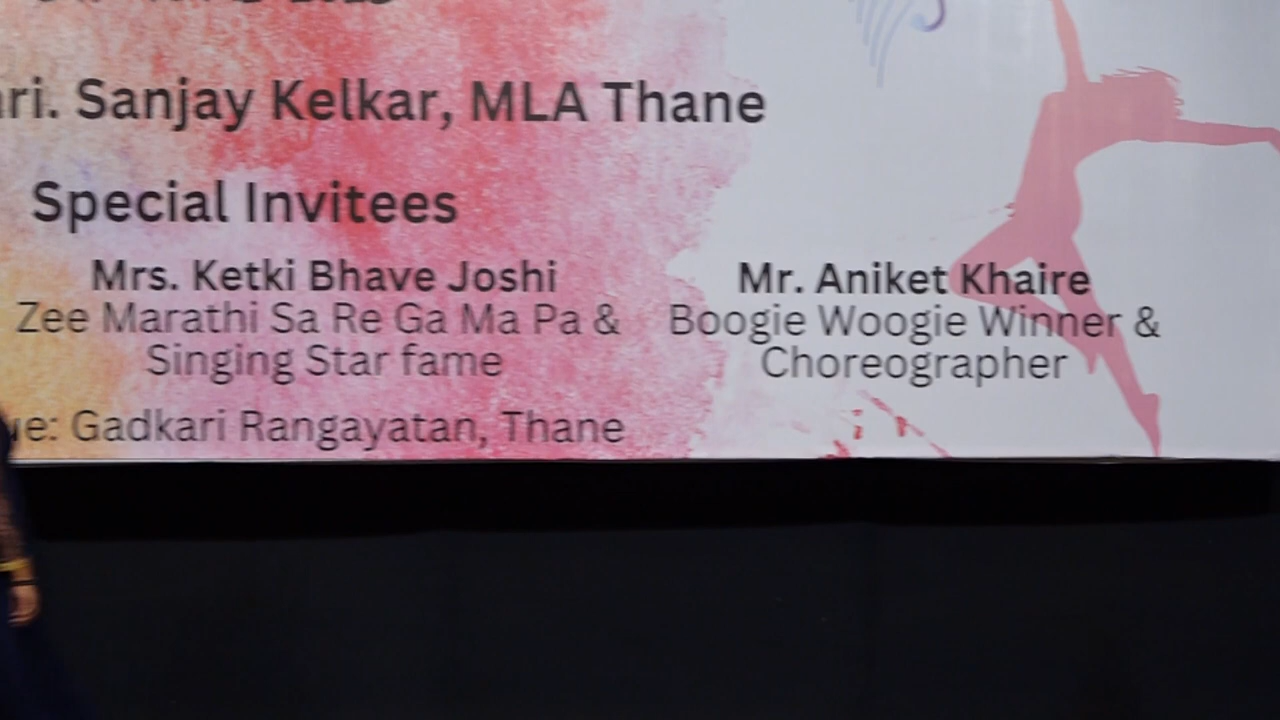 ri. Sanjay Kelkar, MLA Thane
Special Invitees
Mrs. Ketki Bhave Joshi
Zee Marathi Sa Re Ga Ma Pa &
Singing Star fame
Mr. Aniket Khaire
Boogie Woogie Winner &
Choreographer
e: Gadkari Rangayatan, Thane